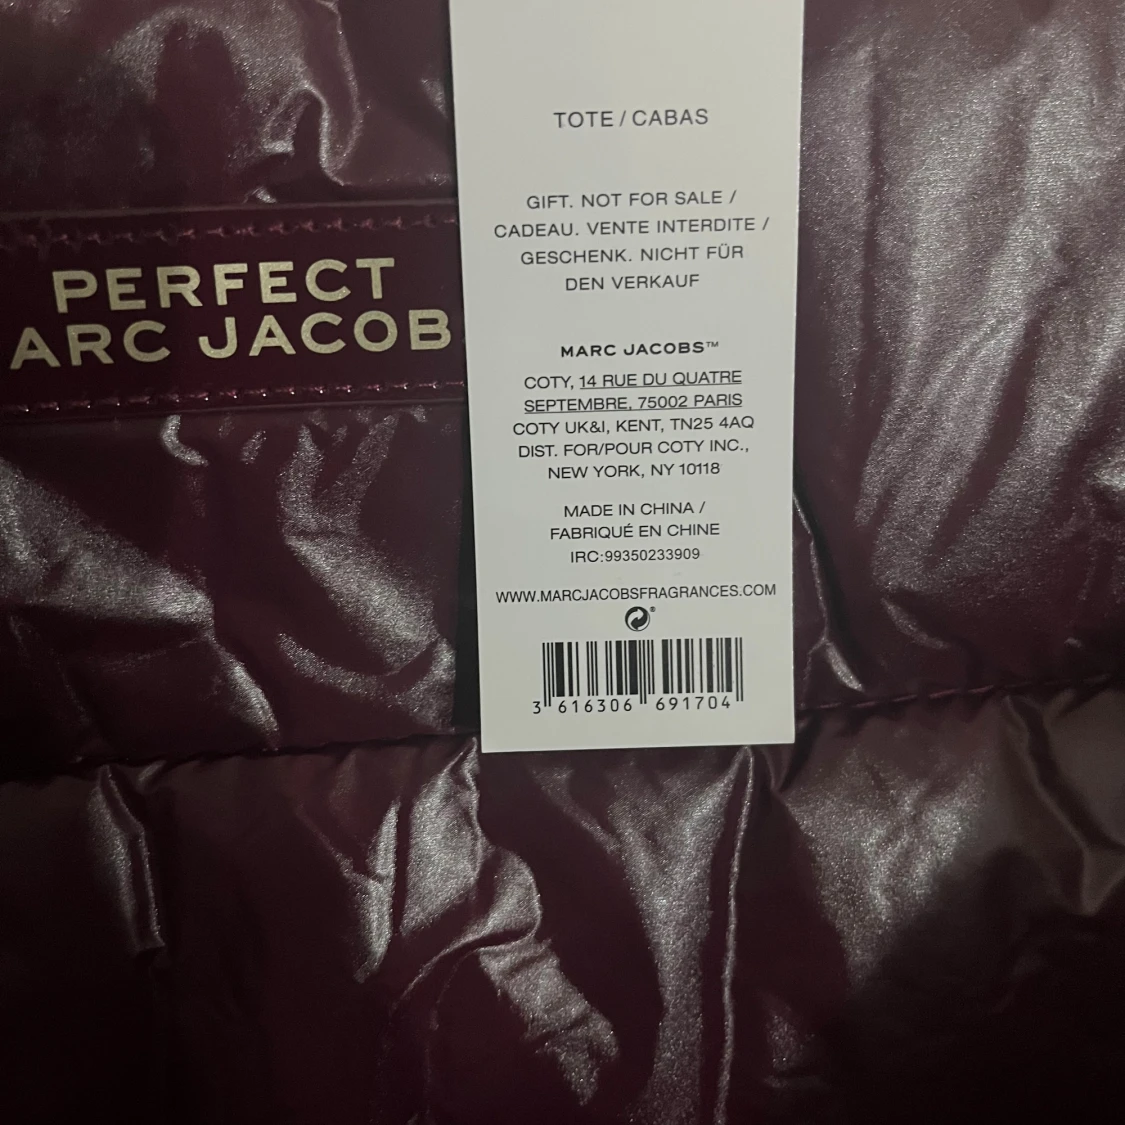 PERFECT
ARC JACOB
TOTE / CABAS
GIFT. NOT FOR SALE /
CADEAU. VENTE INTERDITE /
GESCHENK. NICHT FÜR
DEN VERKAUF
MARC JACOBS™
COTY, 14 RUE DU QUATRE
SEPTEMBRE, 75002 PARIS
COTY UK&I, KENT, TN25 4AQ
DIST. FOR/POUR COTY INC.,
NEW YORK, NY 10118
MADE IN CHINA /
FABRIQUÉ EN CHINE
IRC:99350233909
WWW.MARCJACOBSFRAGRANCES.COM
3 616306 691704